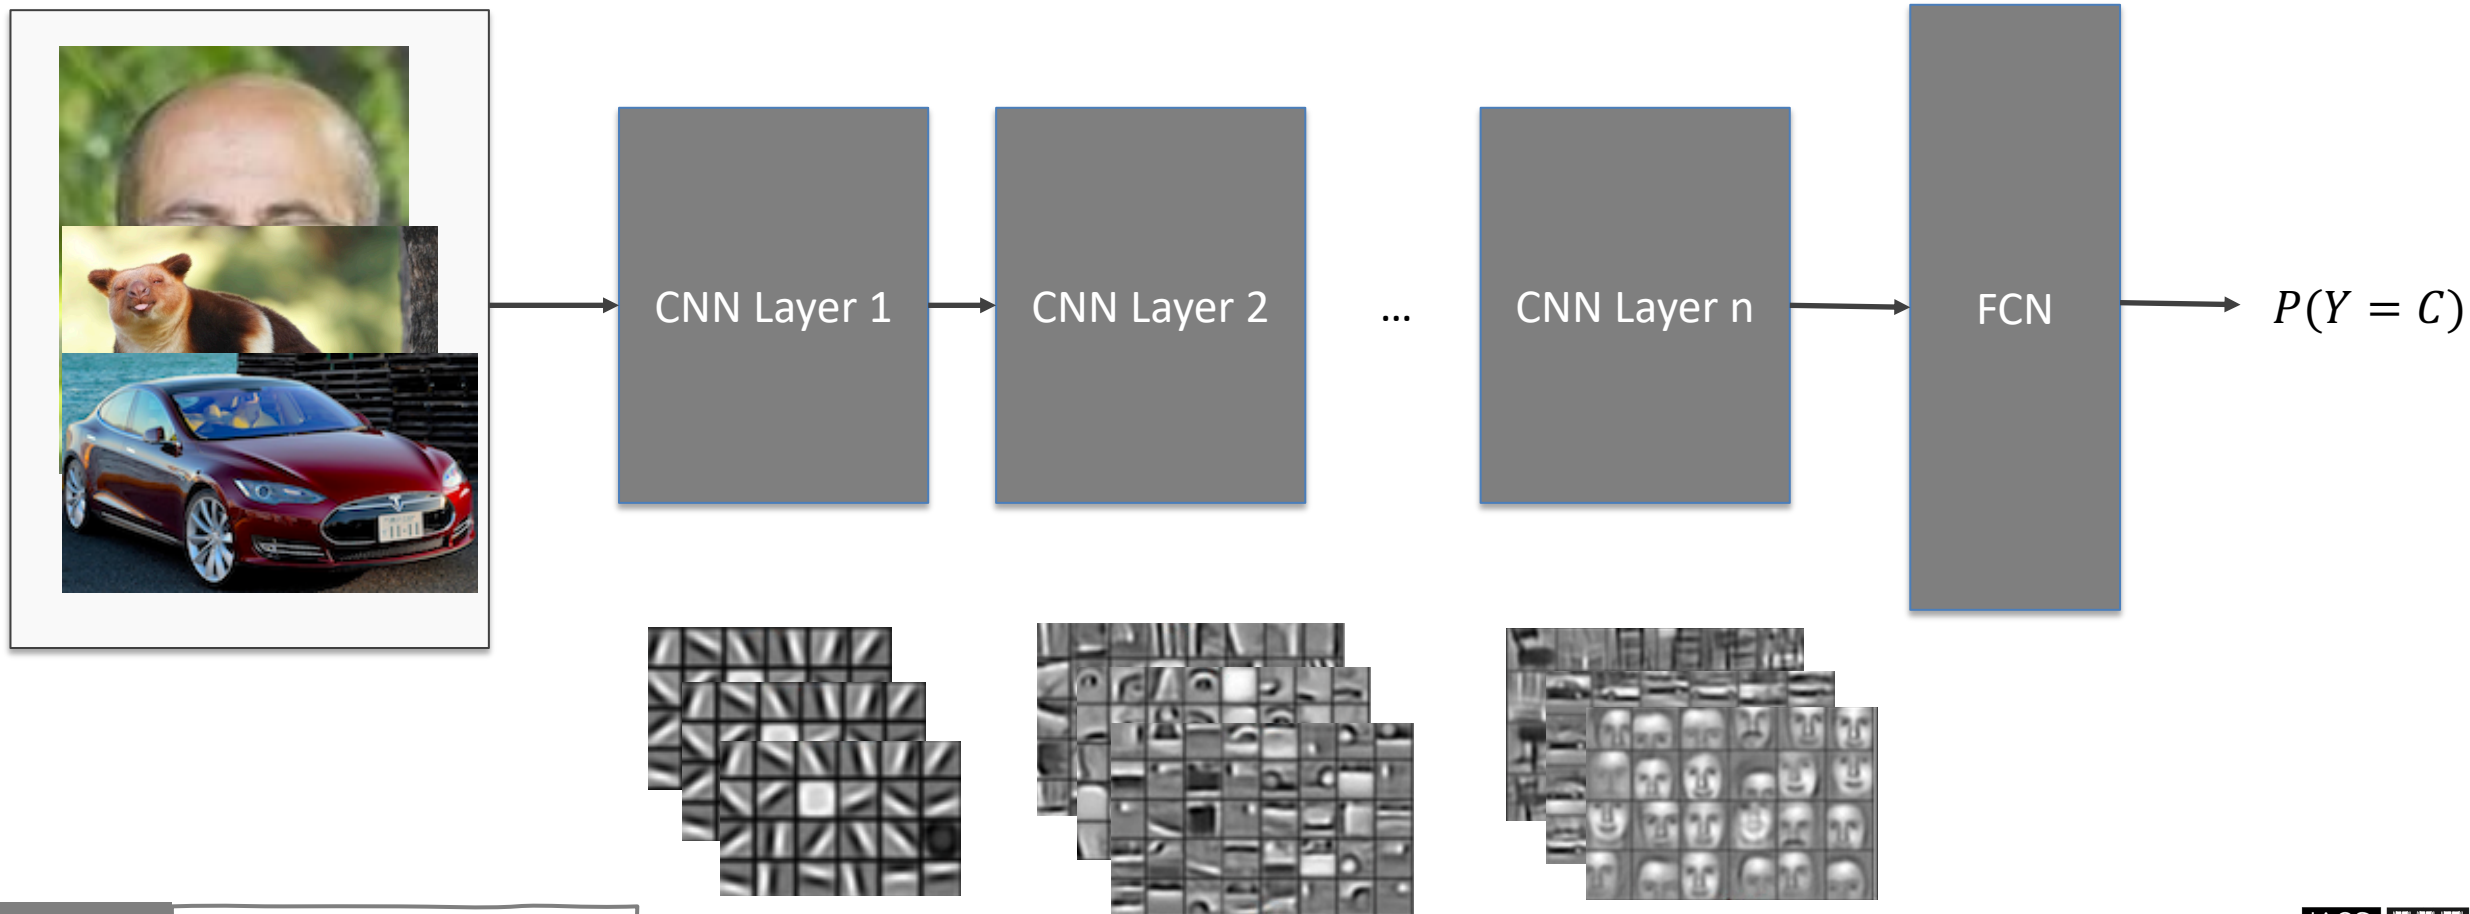 CNN Layer 1
CNN Layer 2
...
CNN Layer n
FCN
P(Y = C)